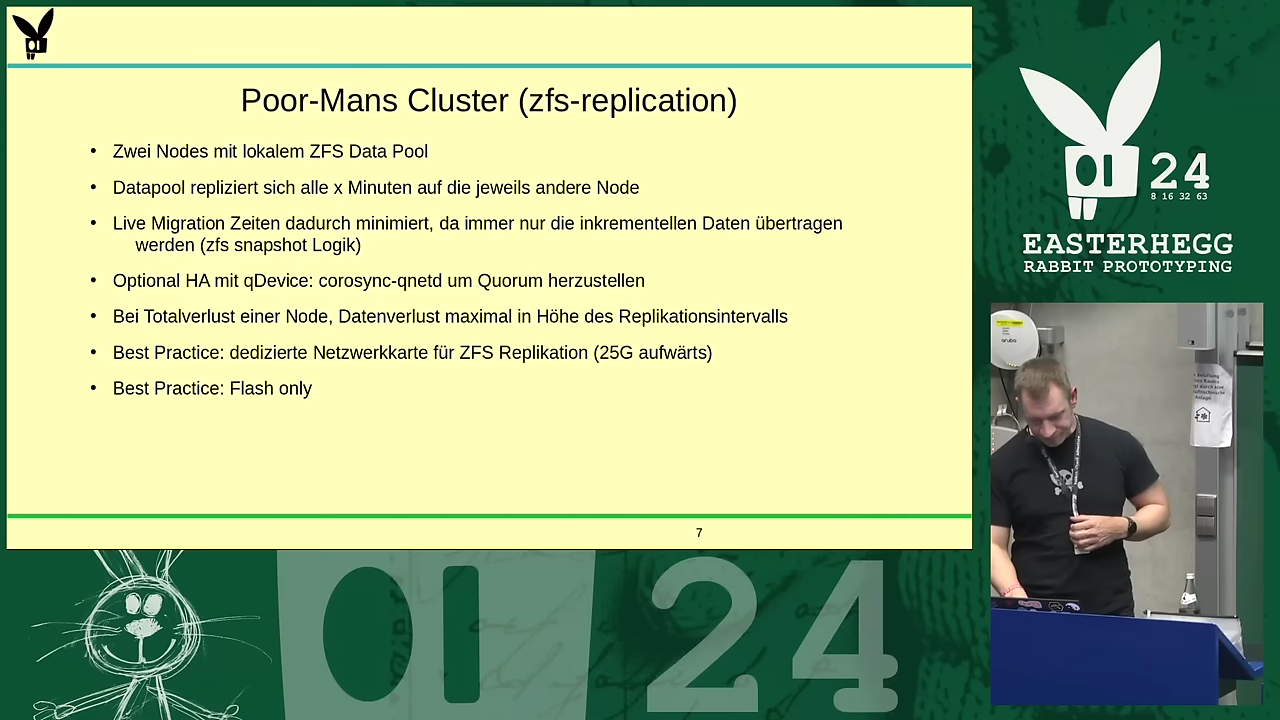 Poor-Mans Cluster (zfs-replication)
• Zwei Nodes mit lokalem ZFS Data Pool
• Datapool repliziert sich alle x Minuten auf die jeweils andere Node
• Live Migration Zeiten dadurch minimiert, da immer nur die inkrementellen Daten übertragen
werden (zfs snapshot Logik)
• Optional HA mit qDevice: corosync-qnetd um Quorum herzustellen
• Bei Totalverlust einer Node, Datenverlust maximal in Höhe des Replikationsintervalls
• Best Practice: dedizierte Netzwerkkarte für ZFS Replikation (25G aufwärts)
• Best Practice: Flash only
7
24
8 16 32 63
EASTERHEGG
RABBIT PROTOTYPING
aruba
24